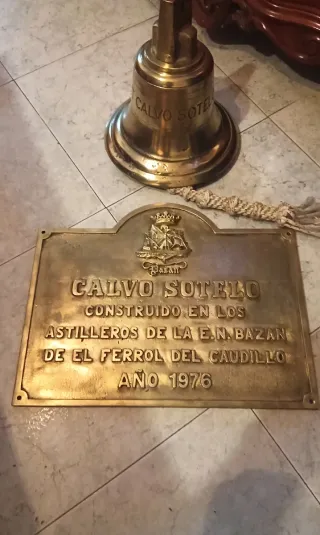 CALVO SOTELO
Bazan
CALVO SOTELO
CONSTRUIDO EN LOS
ASTILLEROS DE LA E.N. BAZAN
DE EL FERROL DEL CAUDILLO
AÑO 1976